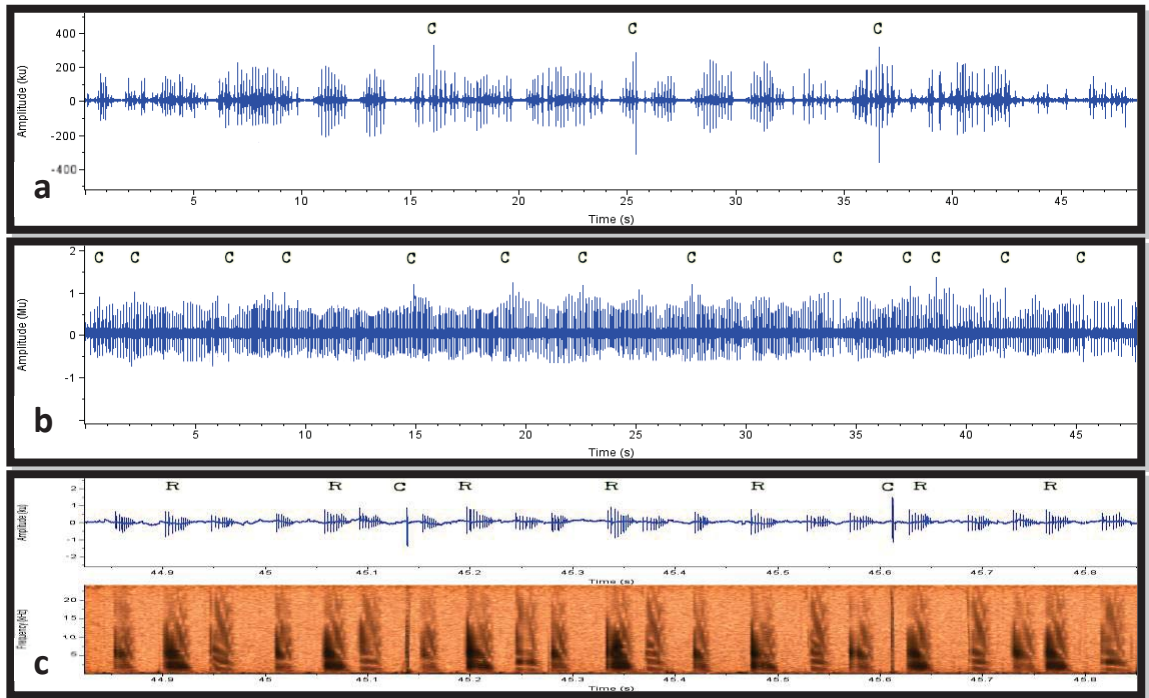 C C C
Amplitude (ku)
400
200
0
-200
-400
a
5 10 15 20 25 30 35 40 45
Time (s)
C C C C C C C C C C C C
Amplitude (Mu)
2
1
0
-1
b
5 10 15 20 25 30 35 40 45
Time (s)
R R C R R R C R R
Amplitude (ku)
2
1
0
-1
-2
44.9 45 45.1 45.2 45.3 45.4 45.5 45.6 45.7 45.8
Time (s)
Frequency (kHz)
20
15
10
5
c
44.9 45 45.1 45.2 45.3 45.4 45.5 45.6 45.7 45.8
Time (s)